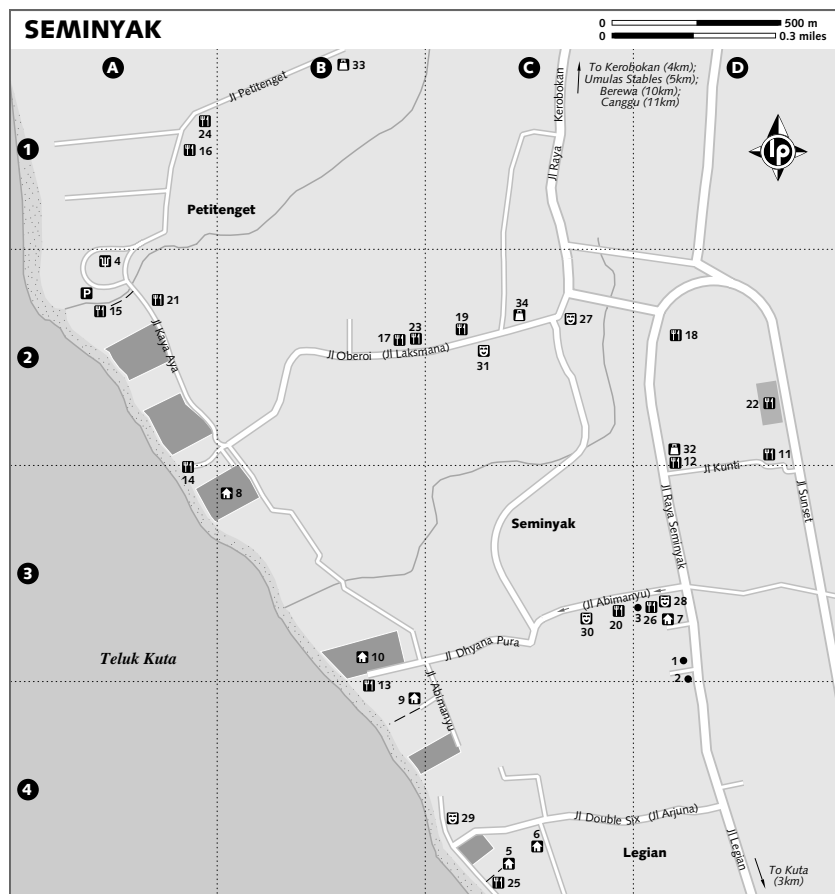 SEMINYAK
0 500 m
0 0.3 miles
A
B
C
D
To Kerobokan (4km);
Umulas Stables (5km);
Berewa (10km);
Canggu (11km)
33
Jl Petitenget
24
16
1
Jl Raya Kerobokan
lp
Petitenget
4
P
15
21
Jl Kaya Aya
17
23
19
34
27
18
Jl Oberoi (Jl Laksmana)
31
2
22
32
12
11
Jl Kunti
14
8
Jl Raya Seminyak
Jl Sunset
Seminyak
3
(Jl Abimanyu)
28
30
20
3
26
7
Teluk Kuta
10
Jl Dhyana Pura
1
2
13
9
Jl Abimanyu
4
29
Jl Double Six (Jl Arjuna)
6
5
25
Legian
Jl Legian
To Kuta
(3km)